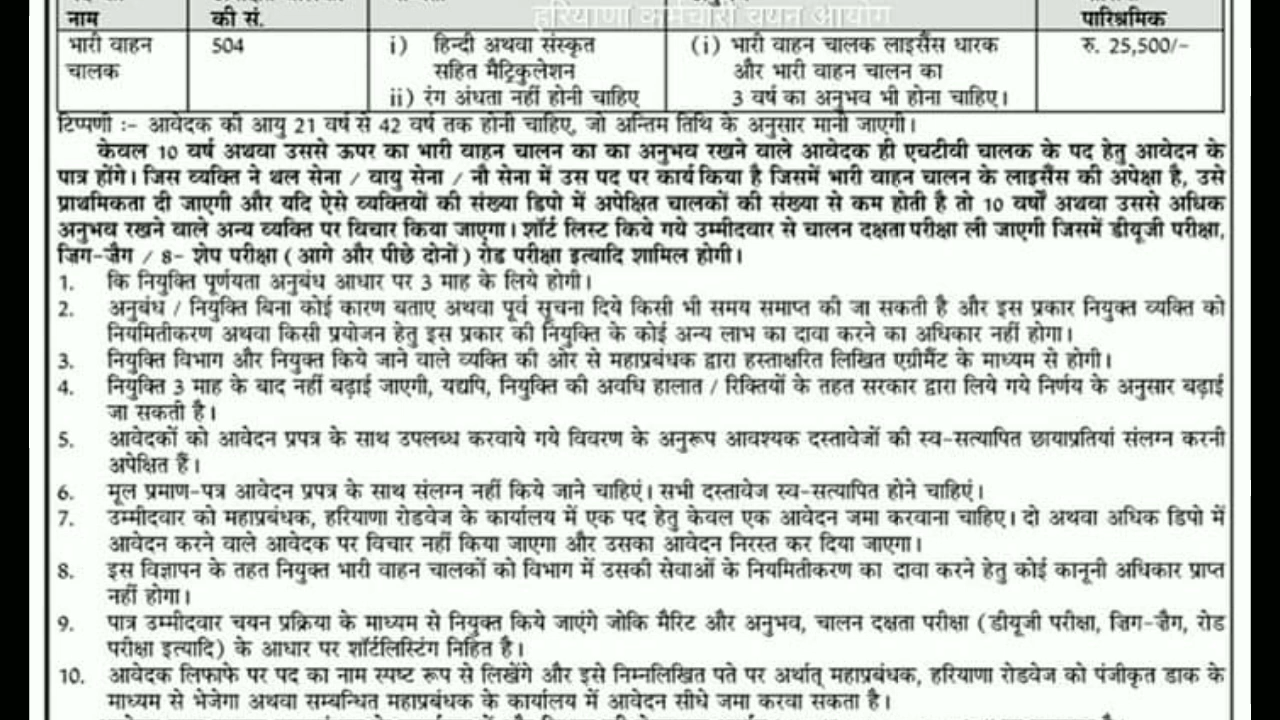 नाम की सं. हरियाणा कर्मचारी चयन आयोग पारिश्रमिक
भारी वाहन 504 i) हिन्दी अथवा संस्कृत (i) भारी वाहन चालक लाइसैंस धारक रु. 25,500/-
चालक सहित मैट्रिकुलेशन और भारी वाहन चालन का
ii) रंग अंधता नहीं होनी चाहिए 3 वर्ष का अनुभव भी होना चाहिए।
टिप्पणी :- आवेदक की आयु 21 वर्ष से 42 वर्ष तक होनी चाहिए, जो अन्तिम तिथि के अनुसार मानी जाएगी।
केवल 10 वर्ष अथवा उससे ऊपर का भारी वाहन चालन का का अनुभव रखने वाले आवेदक ही एचटीवी चालक के पद हेतु आवेदन के
पात्र होंगे। जिस व्यक्ति ने थल सेना / वायु सेना / नौ सेना में उस पद पर कार्य किया है जिसमें भारी वाहन चालन के लाइसैंस की अपेक्षा है, उसे
प्राथमिकता दी जाएगी और यदि ऐसे व्यक्तियों की संख्या डिपो में अपेक्षित चालकों की संख्या से कम होती है तो 10 वर्षों अथवा उससे अधिक
अनुभव रखने वाले अन्य व्यक्ति पर विचार किया जाएगा। शॉर्ट लिस्ट किये गये उम्मीदवार से चालन दक्षता परीक्षा ली जाएगी जिसमें डीयूजी परीक्षा,
ज़िग-जैग / 8- शेप परीक्षा (आगे और पीछे दोनों) रोड परीक्षा इत्यादि शामिल होगी।
1. कि नियुक्ति पूर्णयता अनुबंध आधार पर 3 माह के लिये होगी।
2. अनुबंध / नियुक्ति बिना कोई कारण बताए अथवा पूर्व सूचना दिये किसी भी समय समाप्त की जा सकती है और इस प्रकार नियुक्त व्यक्ति को
नियमितीकरण अथवा किसी प्रयोजन हेतु इस प्रकार की नियुक्ति के कोई अन्य लाभ का दावा करने का अधिकार नहीं होगा।
3. नियुक्ति विभाग और नियुक्त किये जाने वाले व्यक्ति की ओर से महाप्रबंधक द्वारा हस्ताक्षरित लिखित एग्रीमैंट के माध्यम से होगी।
4. नियुक्ति 3 माह के बाद नहीं बढ़ाई जाएगी, यद्यपि, नियुक्ति की अवधि हालात / रिक्तियों के तहत सरकार द्वारा लिये गये निर्णय के अनुसार बढ़ाई
जा सकती है।
5. आवेदकों को आवेदन प्रपत्र के साथ उपलब्ध करवाये गये विवरण के अनुरूप आवश्यक दस्तावेजों की स्व-सत्यापित छायाप्रतियां संलग्न करनी
अपेक्षित हैं।
6. मूल प्रमाण-पत्र आवेदन प्रपत्र के साथ संलग्न नहीं किये जाने चाहिएं। सभी दस्तावेज स्व-सत्यापित होने चाहिएं।
7. उम्मीदवार को महाप्रबंधक, हरियाणा रोडवेज के कार्यालय में एक पद हेतु केवल एक आवेदन जमा करवाना चाहिए। दो अथवा अधिक डिपो में
आवेदन करने वाले आवेदक पर विचार नहीं किया जाएगा और उसका आवेदन निरस्त कर दिया जाएगा।
8. इस विज्ञापन के तहत नियुक्त भारी वाहन चालकों को विभाग में उसकी सेवाओं के नियमितीकरण का दावा करने हेतु कोई कानूनी अधिकार प्राप्त
नहीं होगा।
9. पात्र उम्मीदवार चयन प्रक्रिया के माध्यम से नियुक्त किये जाएंगे जोकि मैरिट और अनुभव, चालन दक्षता परीक्षा (डीयूजी परीक्षा, ज़िग-जैग, रोड
परीक्षा इत्यादि) के आधार पर शॉर्टलिस्टिंग निहित है।
10. आवेदक लिफाफे पर पद का नाम स्पष्ट रूप से लिखेंगे और इसे निम्नलिखित पते पर अर्थात् महाप्रबंधक, हरियाणा रोडवेज को पंजीकृत डाक के
माध्यम से भेजेगा अथवा सम्बन्धित महाप्रबंधक के कार्यालय में आवेदन सीधे जमा करवा सकता है।